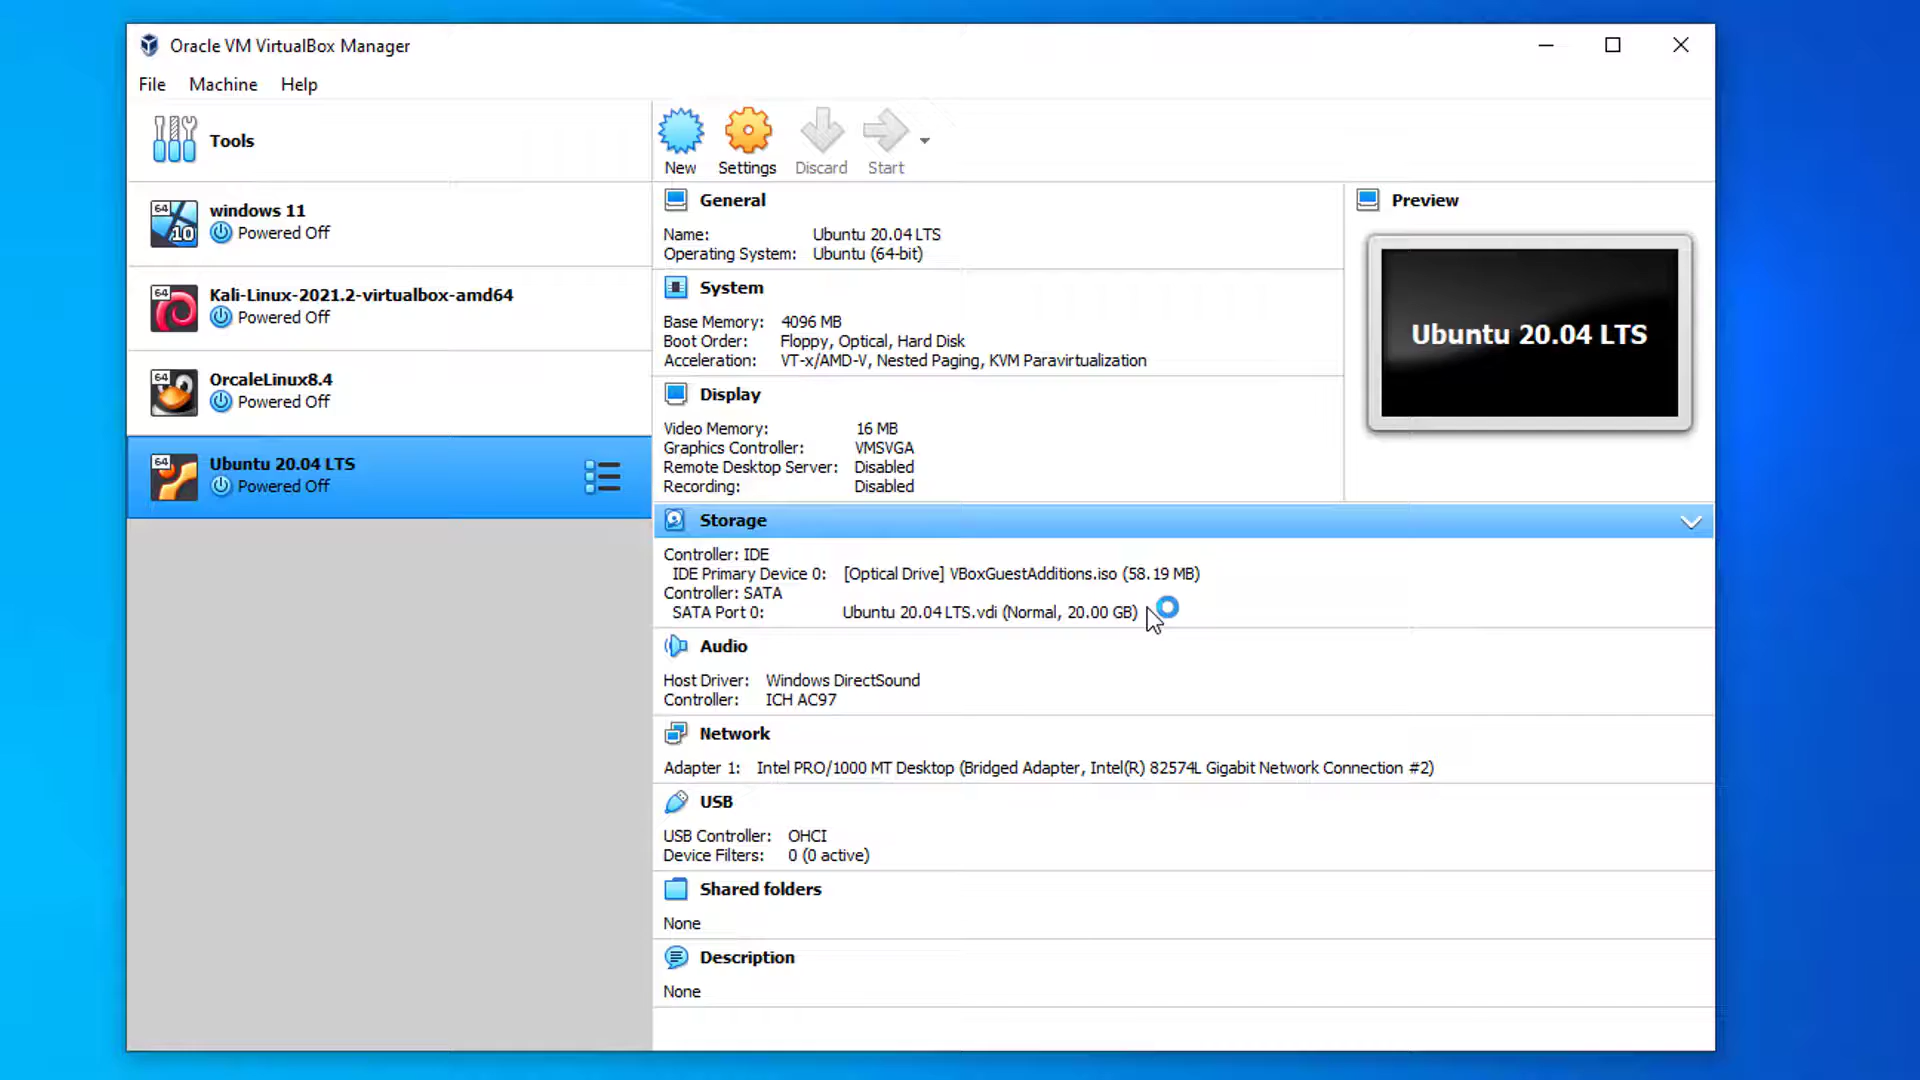 Oracle VM VirtualBox Manager
File Machine Help
Tools
New Settings Discard Start
64
10
windows 11
Powered Off
64
Kali-Linux-2021.2-virtualbox-amd64
Powered Off
64
OrcaleLinux8.4
Powered Off
64
Ubuntu 20.04 LTS
Powered Off
General
Name: Ubuntu 20.04 LTS
Operating System: Ubuntu (64-bit)
System
Base Memory: 4096 MB
Boot Order: Floppy, Optical, Hard Disk
Acceleration: VT-x/AMD-V, Nested Paging, KVM Paravirtualization
Display
Video Memory: 16 MB
Graphics Controller: VMSVGA
Remote Desktop Server: Disabled
Recording: Disabled
Preview
Ubuntu 20.04 LTS
Storage
Controller: IDE
IDE Primary Device 0: [Optical Drive] VBoxGuestAdditions.iso (58.19 MB)
Controller: SATA
SATA Port 0: Ubuntu 20.04 LTS.vdi (Normal, 20.00 GB)
Audio
Host Driver: Windows DirectSound
Controller: ICH AC97
Network
Adapter 1: Intel PRO/1000 MT Desktop (Bridged Adapter, Intel(R) 82574L Gigabit Network Connection #2)
USB
USB Controller: OHCI
Device Filters: 0 (0 active)
Shared folders
None
Description
None